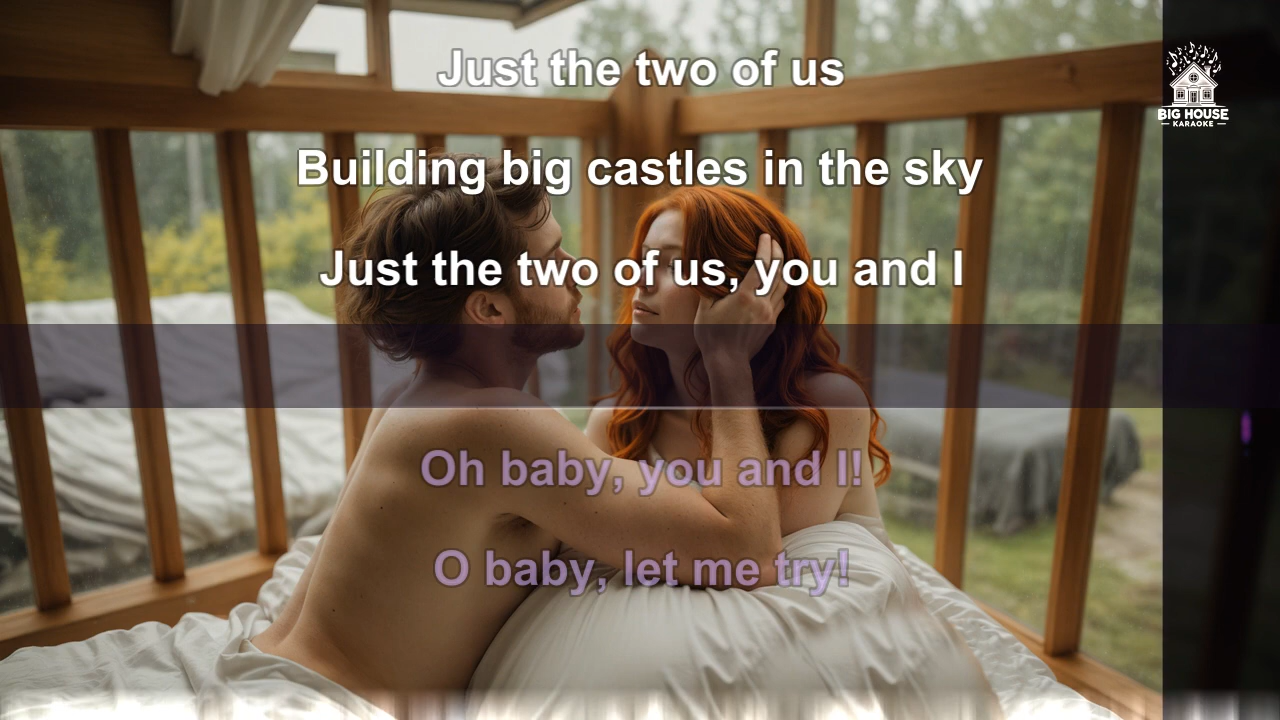 Just the two of us
BIG HOUSE
KARAOKE
Building big castles in the sky
Just the two of us, you and I
Oh baby, you and I!
O baby, let me try!